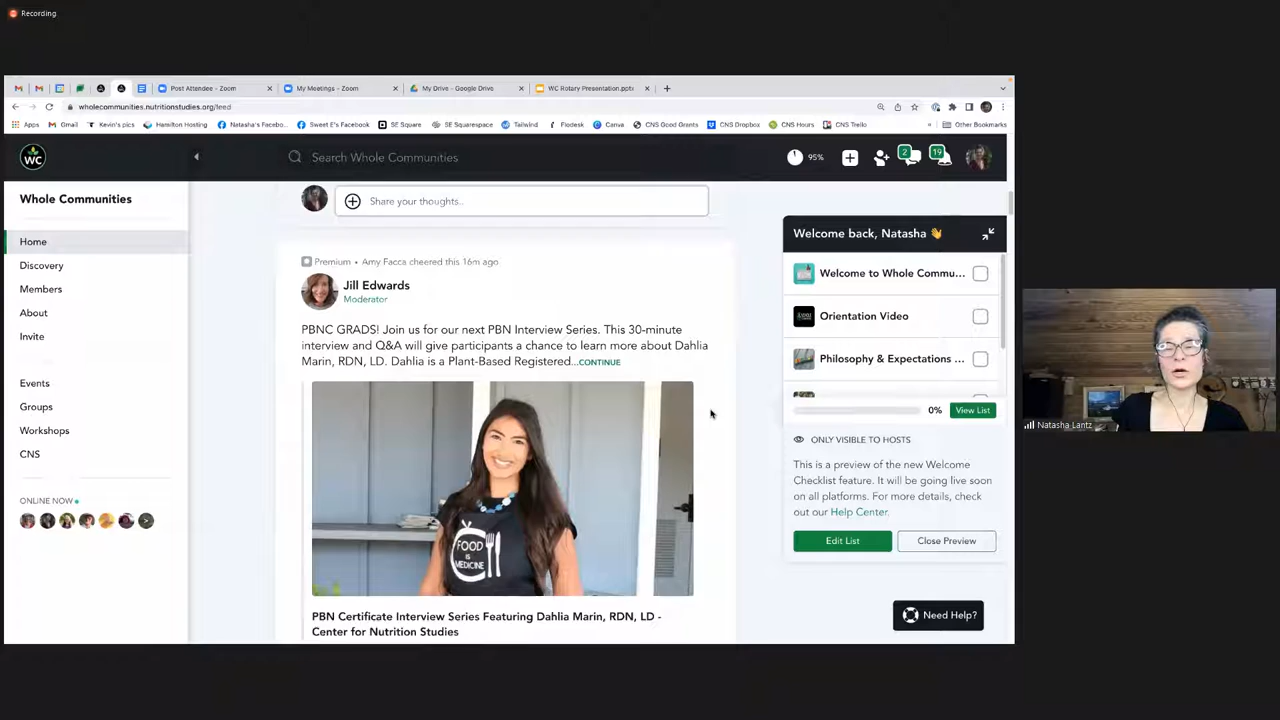 Recording
Post Attendee - Zoom
My Meetings - Zoom
My Drive - Google Drive
WC Rotary Presentation.pptx
wholecommunities.nutritionstudies.org/feed
Apps
Gmail
Kevin's pics
Hamilton Hosting
Natasha's Facebo...
Sweet E's Facebook
SE Square
SE Squarespace
Tailwind
Flodesk
Canva
CNS Good Grants
CNS Dropbox
CNS Hours
CNS Trello
»
Other Bookmarks
WC
Search Whole Communities
95%
2
19
Whole Communities
Home
Discovery
Members
About
Invite
Events
Groups
Workshops
CNS
ONLINE NOW
Share your thoughts..
Premium • Amy Facca cheered this 16m ago
Jill Edwards
Moderator
PBNC GRADS! Join us for our next PBN Interview Series. This 30-minute
interview and Q&A will give participants a chance to learn more about Dahlia
Marin, RDN, LD. Dahlia is a Plant-Based Registered...CONTINUE
FOOD
IS
MEDICINE
PBN Certificate Interview Series Featuring Dahlia Marin, RDN, LD -
Center for Nutrition Studies
Welcome back, Natasha 👋
Welcome to Whole Commu...
Orientation Video
Philosophy & Expectations ...
0%
View List
ONLY VISIBLE TO HOSTS
This is a preview of the new Welcome
Checklist feature. It will be going live soon
on all platforms. For more details, check
out our Help Center.
Edit List
Close Preview
Need Help?
Natasha Lantz